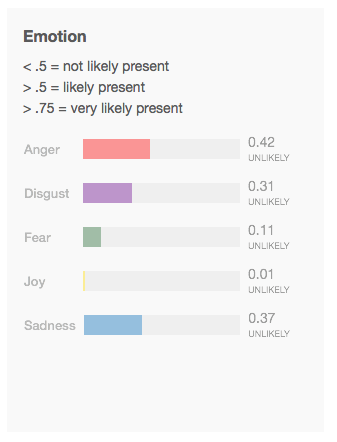 Emotion
< .5 = not likely present
> .5 = likely present
> .75 = very likely present
Anger 0.42
UNLIKELY
Disgust 0.31
UNLIKELY
Fear 0.11
UNLIKELY
Joy 0.01
UNLIKELY
Sadness 0.37
UNLIKELY